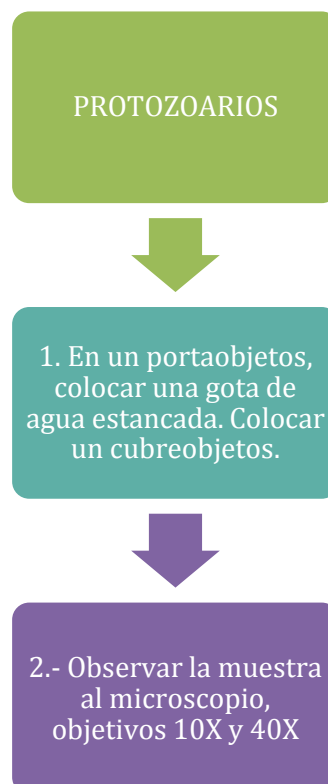 PROTOZOARIOS
1. En un portaobjetos,
colocar una gota de
agua estancada. Colocar
un cubreobjetos.
2.- Observar la muestra
al microscopio,
objetivos 10X y 40X